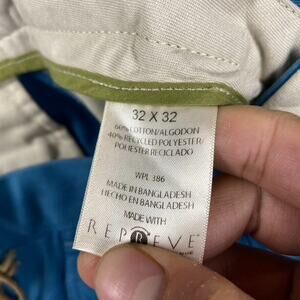 32 X 32
60% COTTON/ALGODON
40% RECYCLED POLYESTER/
POLIESTER RECICLADO
WPL 386
MADE IN BANGLADESH
HECHO EN BANGLADESH
MADE WITH
REPREVE